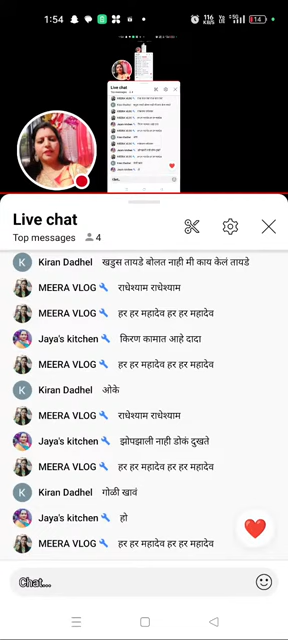 1:54
116 KB/S
14
Live chat
Top messages 4
Kiran Dadhel खडुस तायडे बोलत नाही मी काय केलं तायडे
MEERA VLOG राधेश्याम राधेश्याम
MEERA VLOG हर हर महादेव हर हर महादेव
Jaya's kitchen किरण कामात आहे दादा
MEERA VLOG हर हर महादेव हर हर महादेव
Kiran Dadhel ओके
MEERA VLOG राधेश्याम राधेश्याम
Jaya's kitchen झोपझाली नाही डोकं दुखते
MEERA VLOG हर हर महादेव हर हर महादेव
Kiran Dadhel गोळी खावं
Jaya's kitchen हो
MEERA VLOG हर हर महादेव हर हर महादेव
Chat...